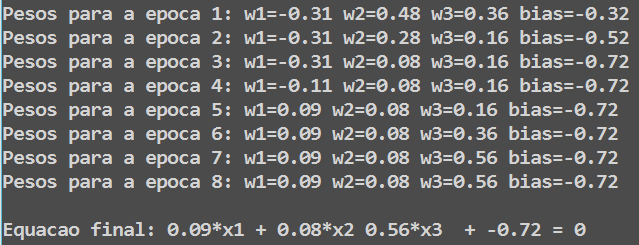 Pesos para a epoca 1: w1=-0.31 w2=0.48 w3=0.36 bias=-0.32
Pesos para a epoca 2: w1=-0.31 w2=0.28 w3=0.16 bias=-0.52
Pesos para a epoca 3: w1=-0.31 w2=0.08 w3=0.16 bias=-0.72
Pesos para a epoca 4: w1=-0.11 w2=0.08 w3=0.16 bias=-0.72
Pesos para a epoca 5: w1=0.09 w2=0.08 w3=0.16 bias=-0.72
Pesos para a epoca 6: w1=0.09 w2=0.08 w3=0.36 bias=-0.72
Pesos para a epoca 7: w1=0.09 w2=0.08 w3=0.56 bias=-0.72
Pesos para a epoca 8: w1=0.09 w2=0.08 w3=0.56 bias=-0.72
Equacao final: 0.09*x1 + 0.08*x2 0.56*x3  + -0.72 = 0